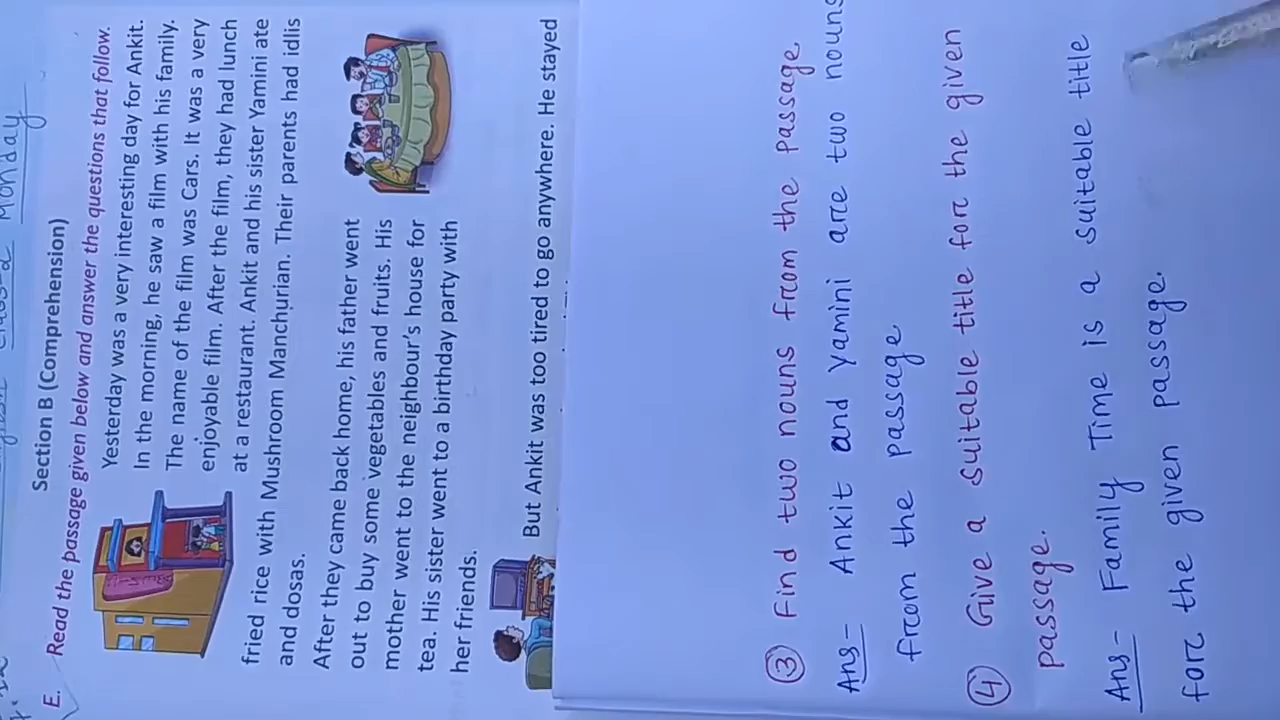 English Class-2 Monday
Section B (Comprehension)
E. Read the passage given below and answer the questions that follow.
Yesterday was a very interesting day for Ankit.
In the morning, he saw a film with his family.
The name of the film was Cars. It was a very
enjoyable film. After the film, they had lunch
at a restaurant. Ankit and his sister Yamini ate
fried rice with Mushroom Manchurian. Their parents had idlis
and dosas.
After they came back home, his father went
out to buy some vegetables and fruits. His
mother went to the neighbour's house for
tea. His sister went to a birthday party with
her friends.
But Ankit was too tired to go anywhere. He stayed
③ Find two nouns from the passage
Ans- Ankit and Yamini are two nouns
from the passage
④ Give a suitable title for the given
passage.
Ans- Family Time is a suitable title
for the given passage.